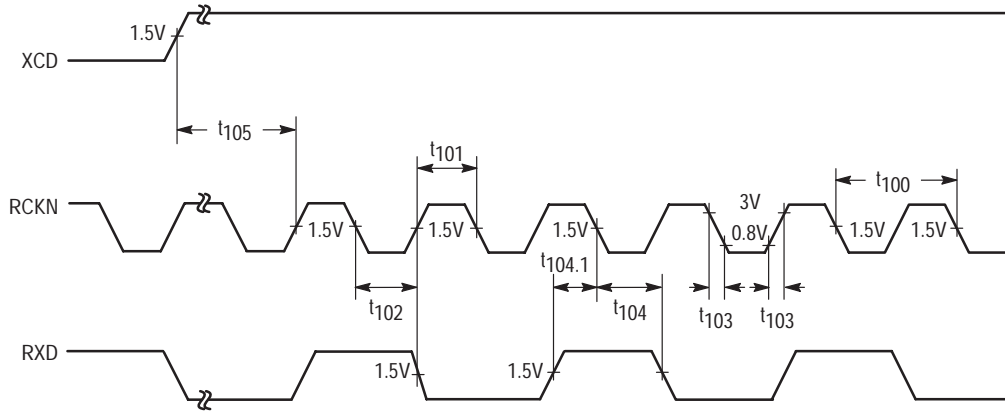 1.5V
XCD
t105
t101
t100
RCKN
1.5V 1.5V 1.5V 3V 0.8V 1.5V 1.5V
t104.1
t102 t104 t103 t103
RXD
1.5V 1.5V